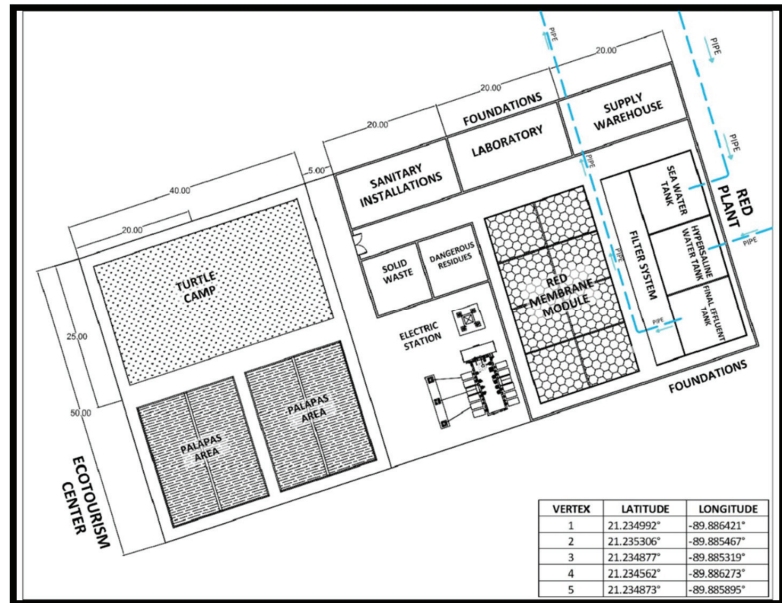 PIPE
PIPE
PIPE
20.00
20.00
20.00
FOUNDATIONS
SUPPLY
WAREHOUSE
LABORATORY
SANITARY
INSTALLATIONS
5.00
40.00
20.00
25.00
50.00
TURTLE
CAMP
PIPE
SEA WATER
TANK
RED
PLANT
HYPERSALINE
WATER TANK
PIPE
FINAL EFFLUENT
TANK
FILTER SYSTEM
PIPE
PIPE
SOLID
WASTE
DANGEROUS
RESIDUES
RED
MEMBRANE
MODULE
ELECTRIC
STATION
FOUNDATIONS
PALAPAS
AREA
PALAPAS
AREA
ECOTOURISM
CENTER
VERTEX LATITUDE LONGITUDE
1 21.234992° -89.886421°
2 21.235306° -89.885467°
3 21.234877° -89.885319°
4 21.234562° -89.886273°
5 21.234873° -89.885895°